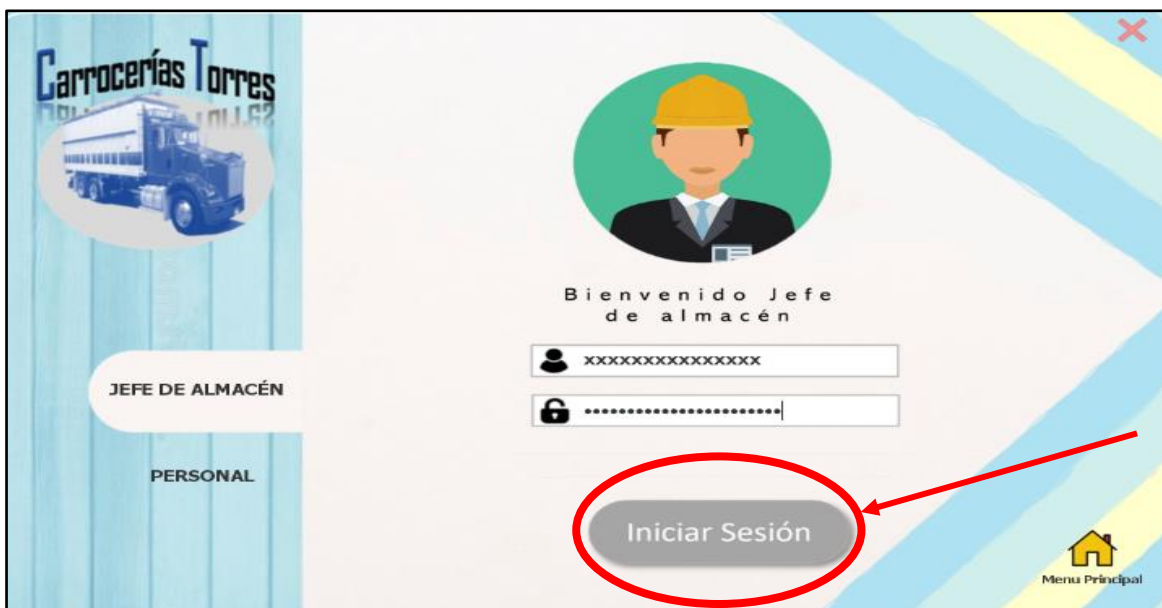 Carrocerías Torres
Bienvenido Jefe
de almacén
xxxxxxxxxxxxxxx
•••••••••••••••••••••••
JEFE DE ALMACÉN
PERSONAL
Iniciar Sesión
Menu Principal